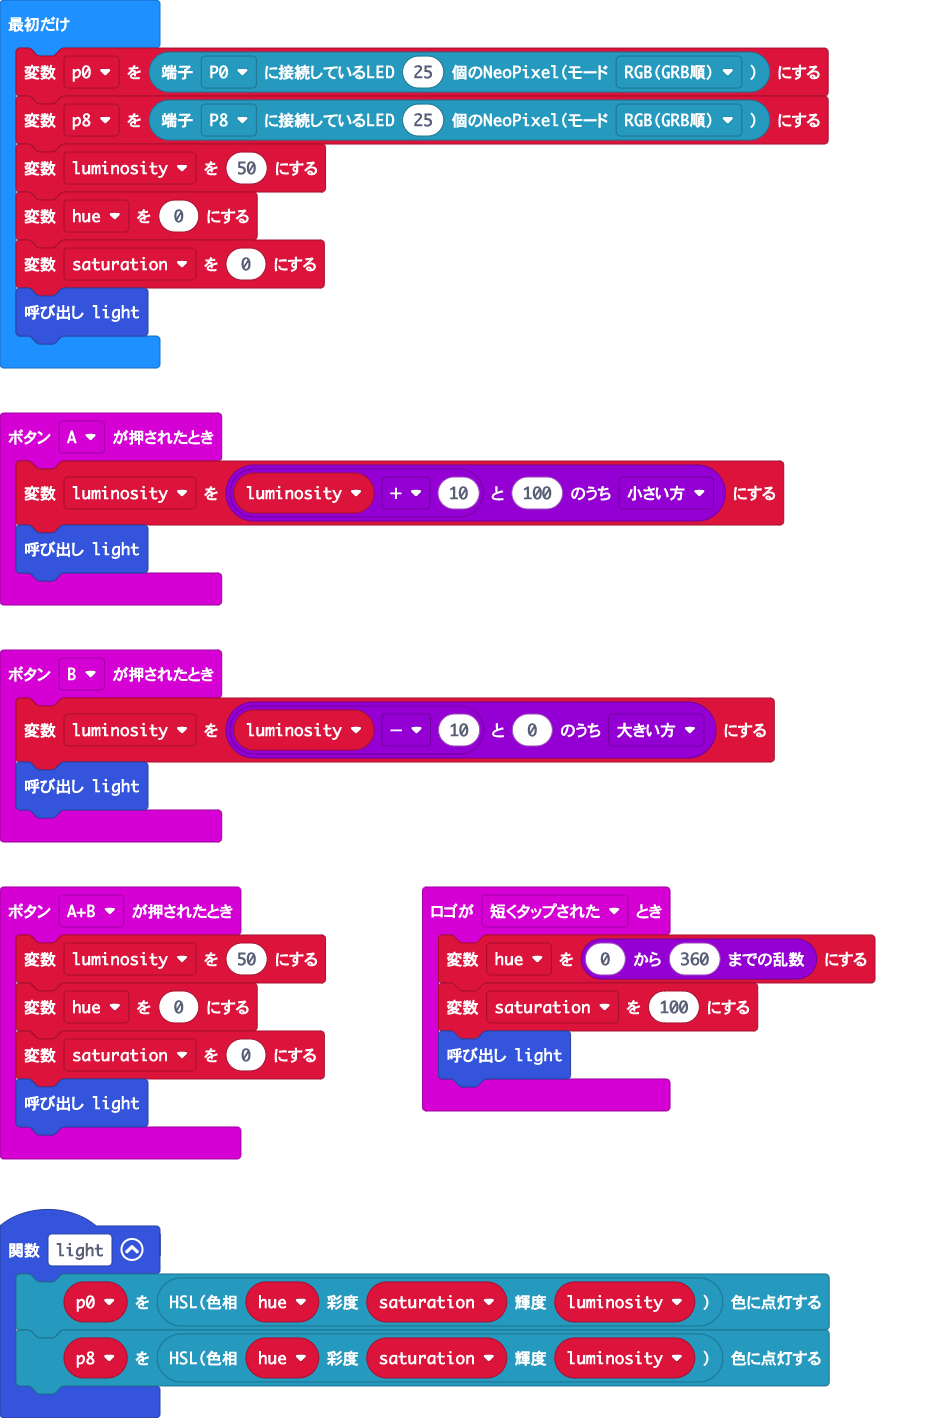 最初だけ
変数 p0 を 端子 P0 に接続しているLED 25 個のNeoPixel(モード RGB(GRB順) ) にする
変数 p8 を 端子 P8 に接続しているLED 25 個のNeoPixel(モード RGB(GRB順) ) にする
変数 luminosity を 50 にする
変数 hue を 0 にする
変数 saturation を 0 にする
呼び出し light
ボタン A が押されたとき
変数 luminosity を luminosity + 10 と 100 のうち 小さい方 にする
呼び出し light
ボタン B が押されたとき
変数 luminosity を luminosity - 10 と 0 のうち 大きい方 にする
呼び出し light
ボタン A+B が押されたとき
変数 luminosity を 50 にする
変数 hue を 0 にする
変数 saturation を 0 にする
呼び出し light
ロゴが 短くタップされた とき
変数 hue を 0 から 360 までの乱数 にする
変数 saturation を 100 にする
呼び出し light
関数 light
p0 を HSL(色相 hue 彩度 saturation 輝度 luminosity ) 色に点灯する
p8 を HSL(色相 hue 彩度 saturation 輝度 luminosity ) 色に点灯する